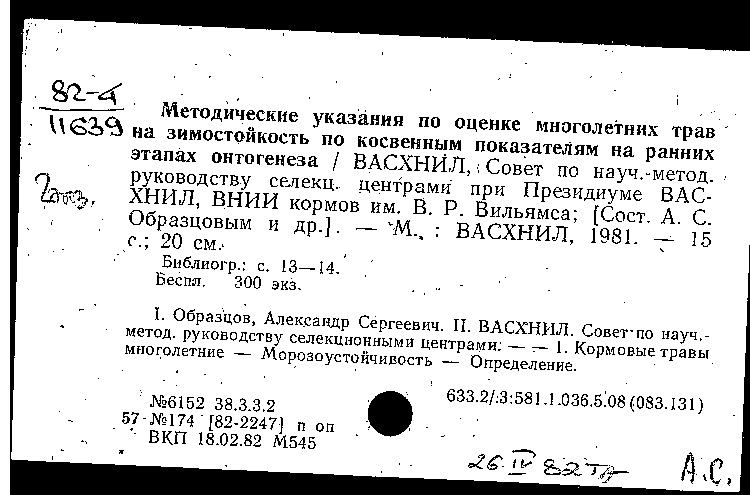 82-4
11639
2 экз.
Методические указания по оценке многолетних трав
на зимостойкость по косвенным показателям на ранних
этапах онтогенеза / ВАСХНИЛ, Совет по науч.-метод.
руководству селекц. центрами при Президиуме ВАС-
ХНИЛ, ВНИИ кормов им. В. Р. Вильямса; [Сост. А. С.
Образцовым и др.]. — М. : ВАСХНИЛ, 1981. — 15
с.; 20 см.
Библиогр.: с. 13—14.
Беспл. 300 экз.
I. Образцов, Александр Сергеевич. II. ВАСХНИЛ. Совет по науч.-
метод. руководству селекционными центрами. — — 1. Кормовые травы
многолетние — Морозоустойчивость — Определение.
№6152 38.3.3.2
57 №174 [82-2247] п оп
ВКП 18.02.82 М545
633.2/.3:581.1.036.5.08(083.131)
26 IV 82
А.С.